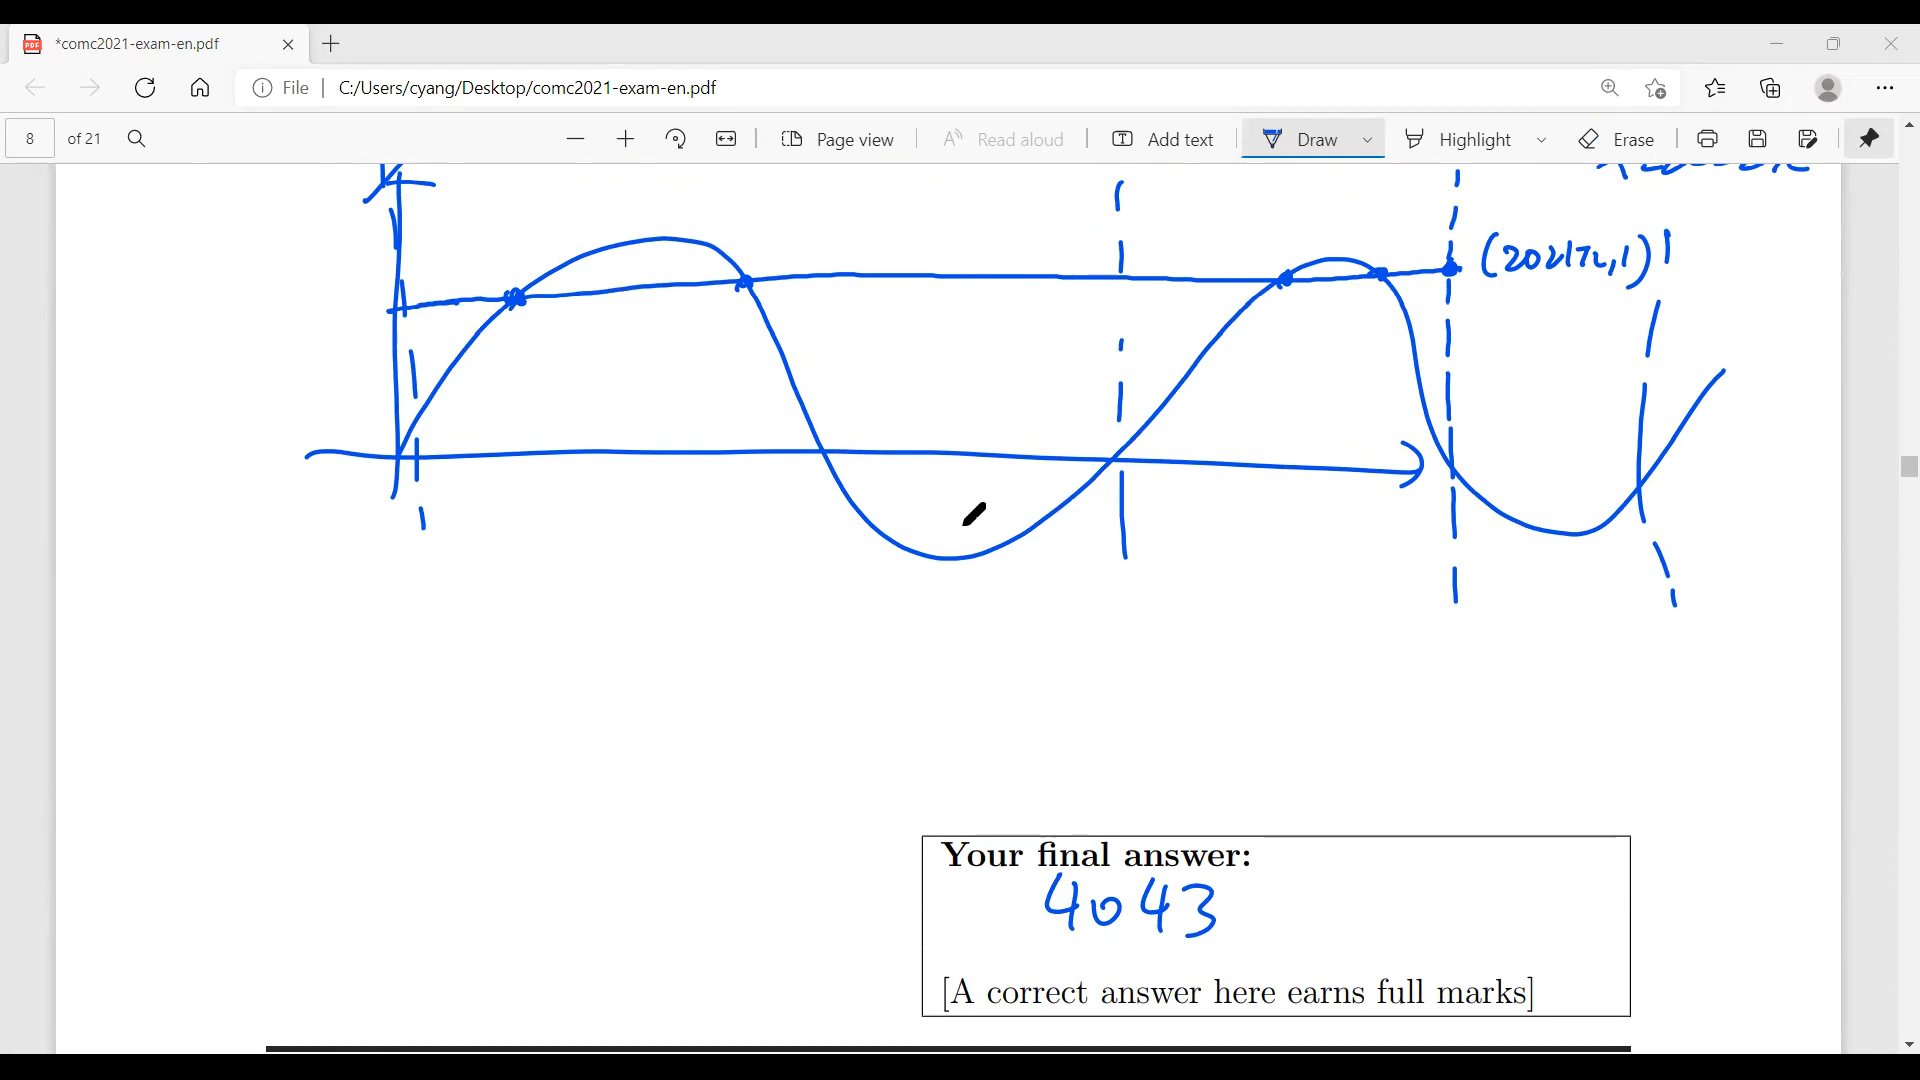 *comc2021-exam-en.pdf
File | C:/Users/cyang/Desktop/comc2021-exam-en.pdf
8 of 21 Page view Read aloud Add text Draw Highlight Erase
(2021π,1)
Your final answer:
4043
[A correct answer here earns full marks]